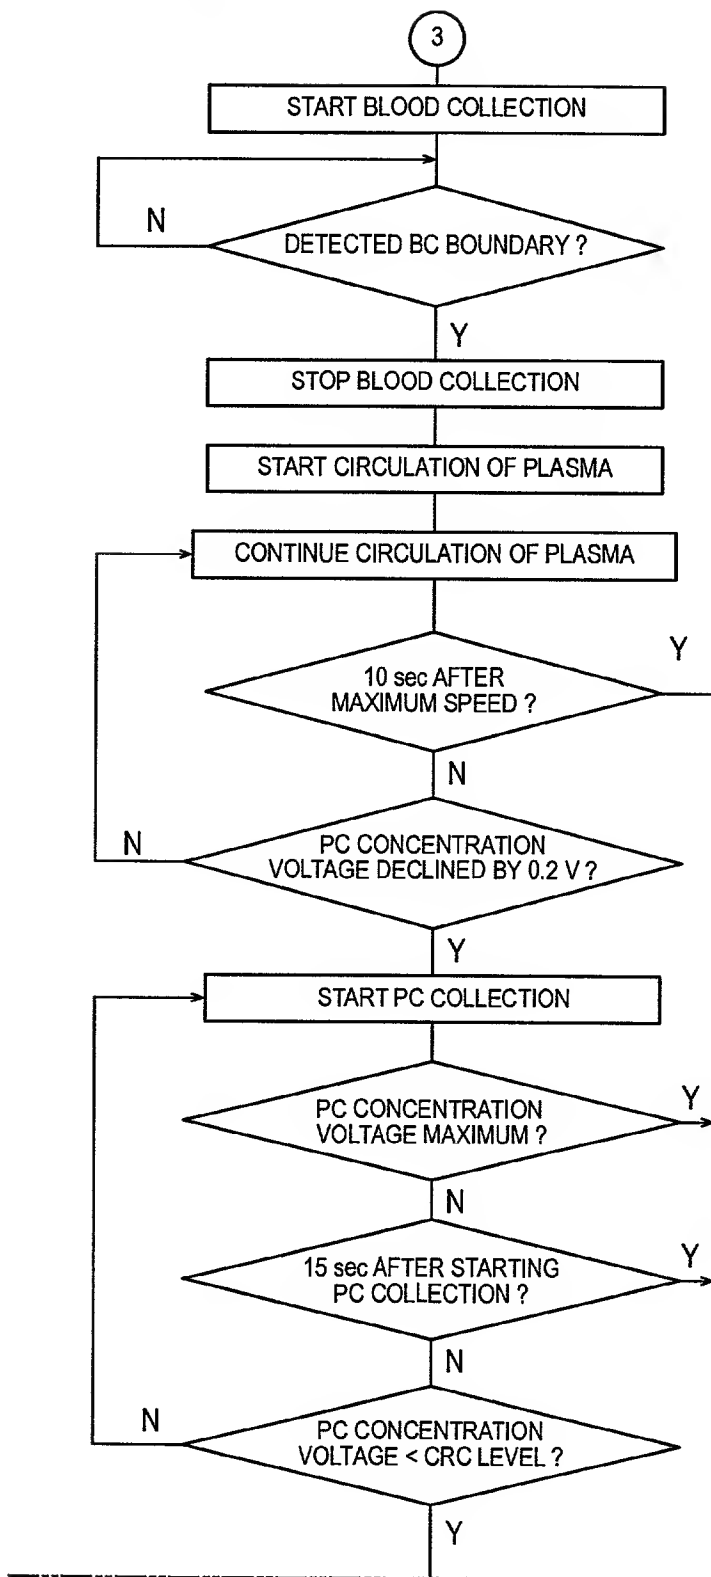 3
START BLOOD COLLECTION
N
DETECTED BC BOUNDARY ?
Y
STOP BLOOD COLLECTION
START CIRCULATION OF PLASMA
CONTINUE CIRCULATION OF PLASMA
Y
10 sec AFTER
MAXIMUM SPEED ?
N
N
PC CONCENTRATION
VOLTAGE DECLINED BY 0.2 V ?
Y
START PC COLLECTION
Y
PC CONCENTRATION
VOLTAGE MAXIMUM ?
N
Y
15 sec AFTER STARTING
PC COLLECTION ?
N
N
PC CONCENTRATION
VOLTAGE < CRC LEVEL ?
Y